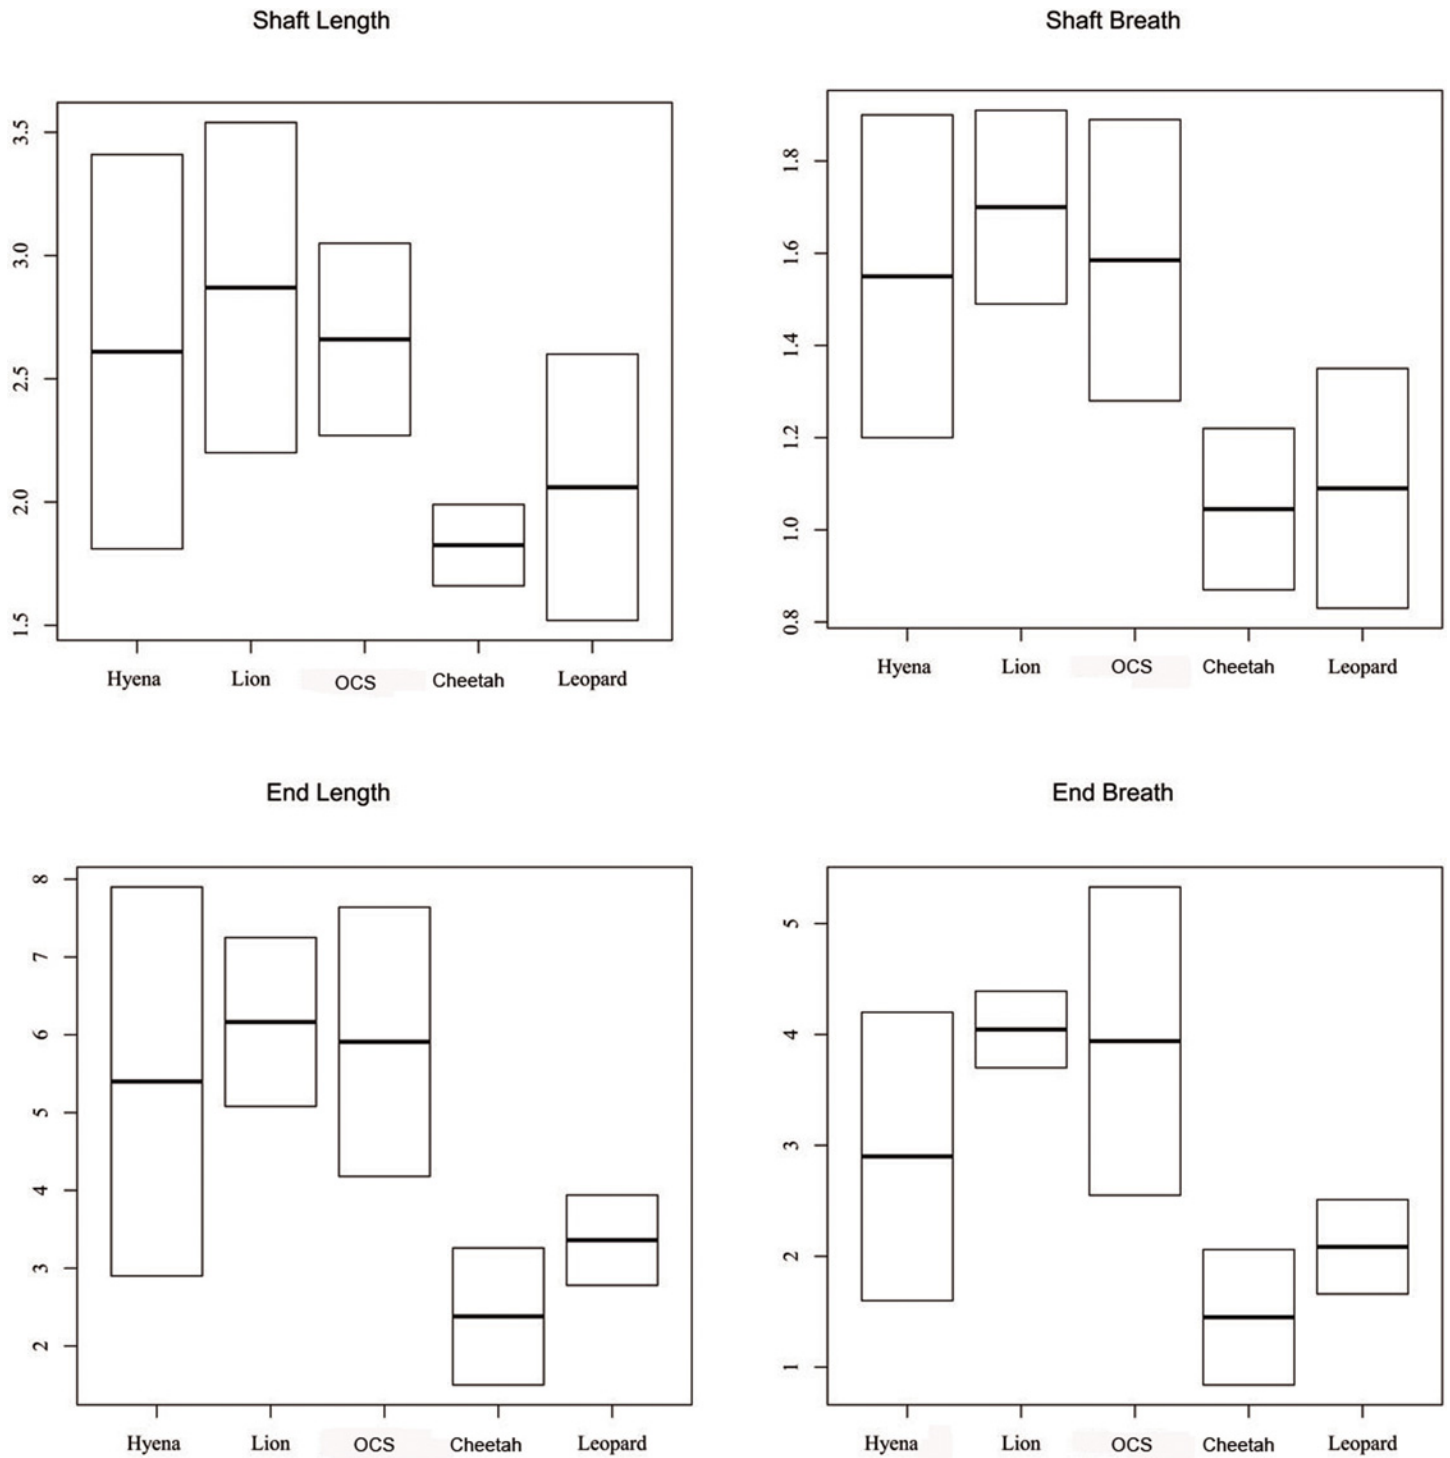 Shaft Length
3.5
3.0
2.5
2.0
1.5
Hyena Lion OCS Cheetah Leopard
Shaft Breath
1.8
1.6
1.4
1.2
1.0
0.8
Hyena Lion OCS Cheetah Leopard
End Length
8
7
6
5
4
3
2
Hyena Lion OCS Cheetah Leopard
End Breath
5
4
3
2
1
Hyena Lion OCS Cheetah Leopard